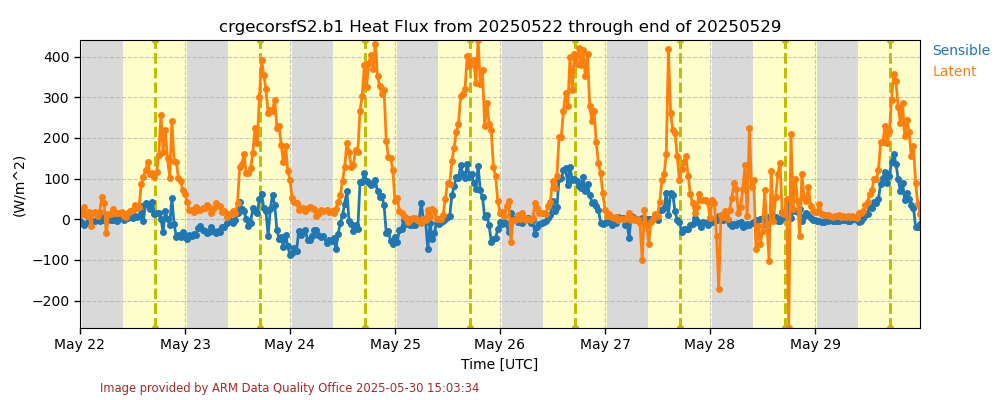 crgecorsfS2.b1 Heat Flux from 20250522 through end of 20250529
Sensible
Latent
400
300
200
100
0
−100
−200
(W/m^2)
May 22 May 23 May 24 May 25 May 26 May 27 May 28 May 29
Time [UTC]
Image provided by ARM Data Quality Office 2025-05-30 15:03:34